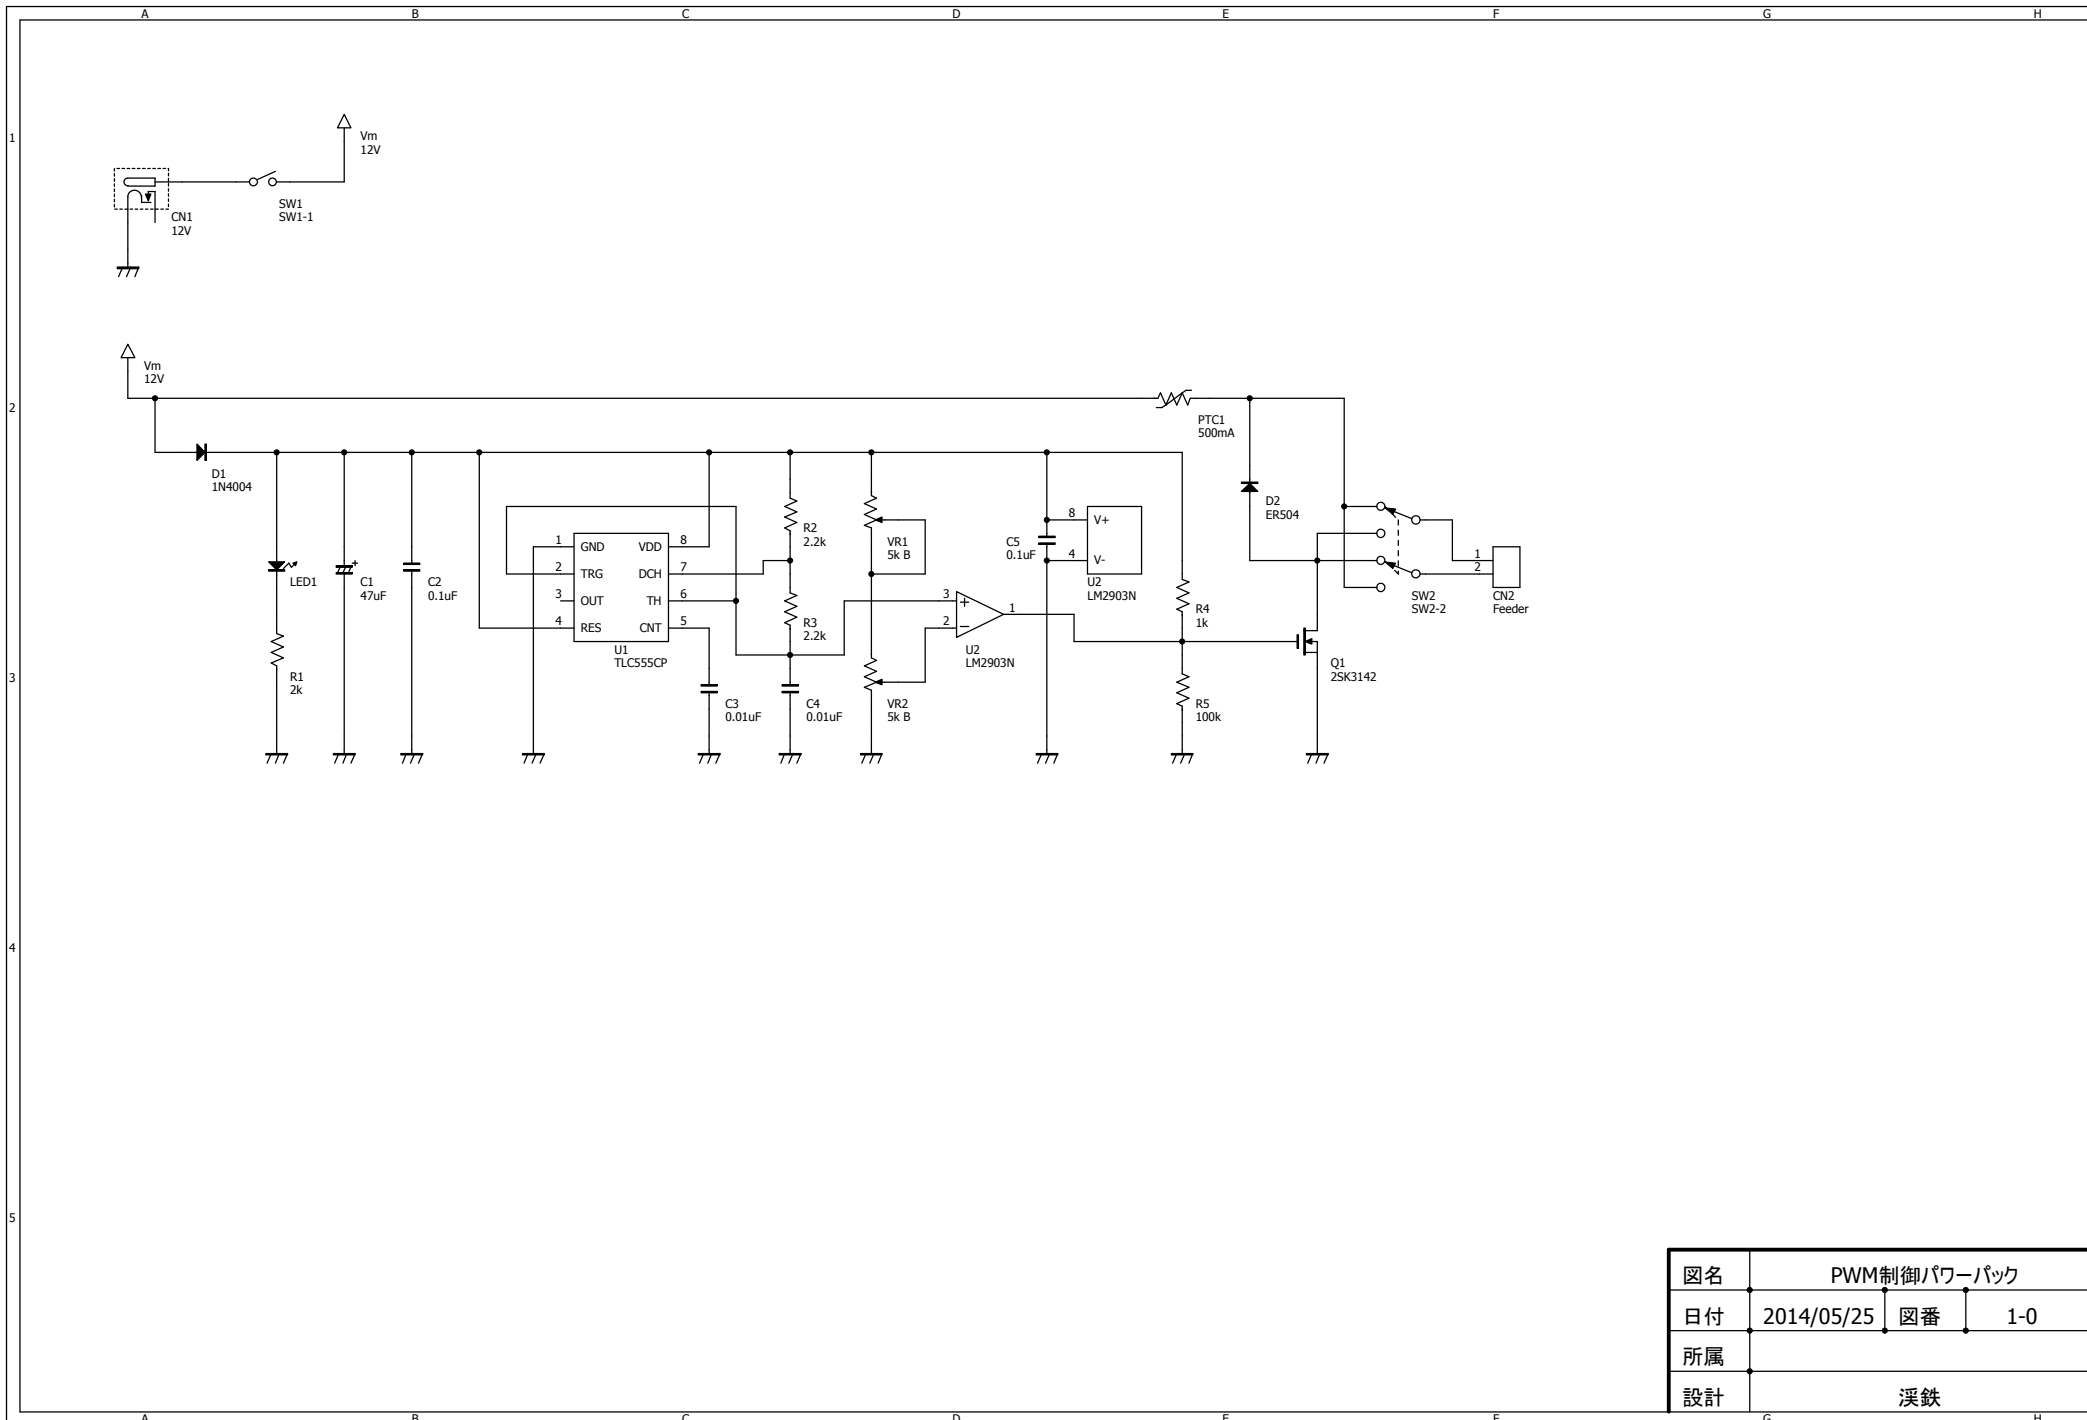 A B C D E F G H
1
Vm
12V
CN1
12V
SW1
SW1-1
2
Vm
12V
PTC1
500mA
D1
1N4004
D2
ER504
LED1
C1
47uF
+
C2
0.1uF
R1
2k
1 GND VDD 8
2 TRG DCH 7
3 OUT TH 6
4 RES CNT 5
U1
TLC555CP
R2
2.2k
R3
2.2k
C3
0.01uF
C4
0.01uF
VR1
5k B
VR2
5k B
3 +
2 −
1
U2
LM2903N
C5
0.1uF
8 V+
4 V-
U2
LM2903N
R4
1k
R5
100k
Q1
2SK3142
SW2
SW2-2
1
2
CN2
Feeder
3
4
5
図名 PWM制御パワーパック
日付 2014/05/25 図番 1-0
所属
設計 渓鉄
A B C D E F G H